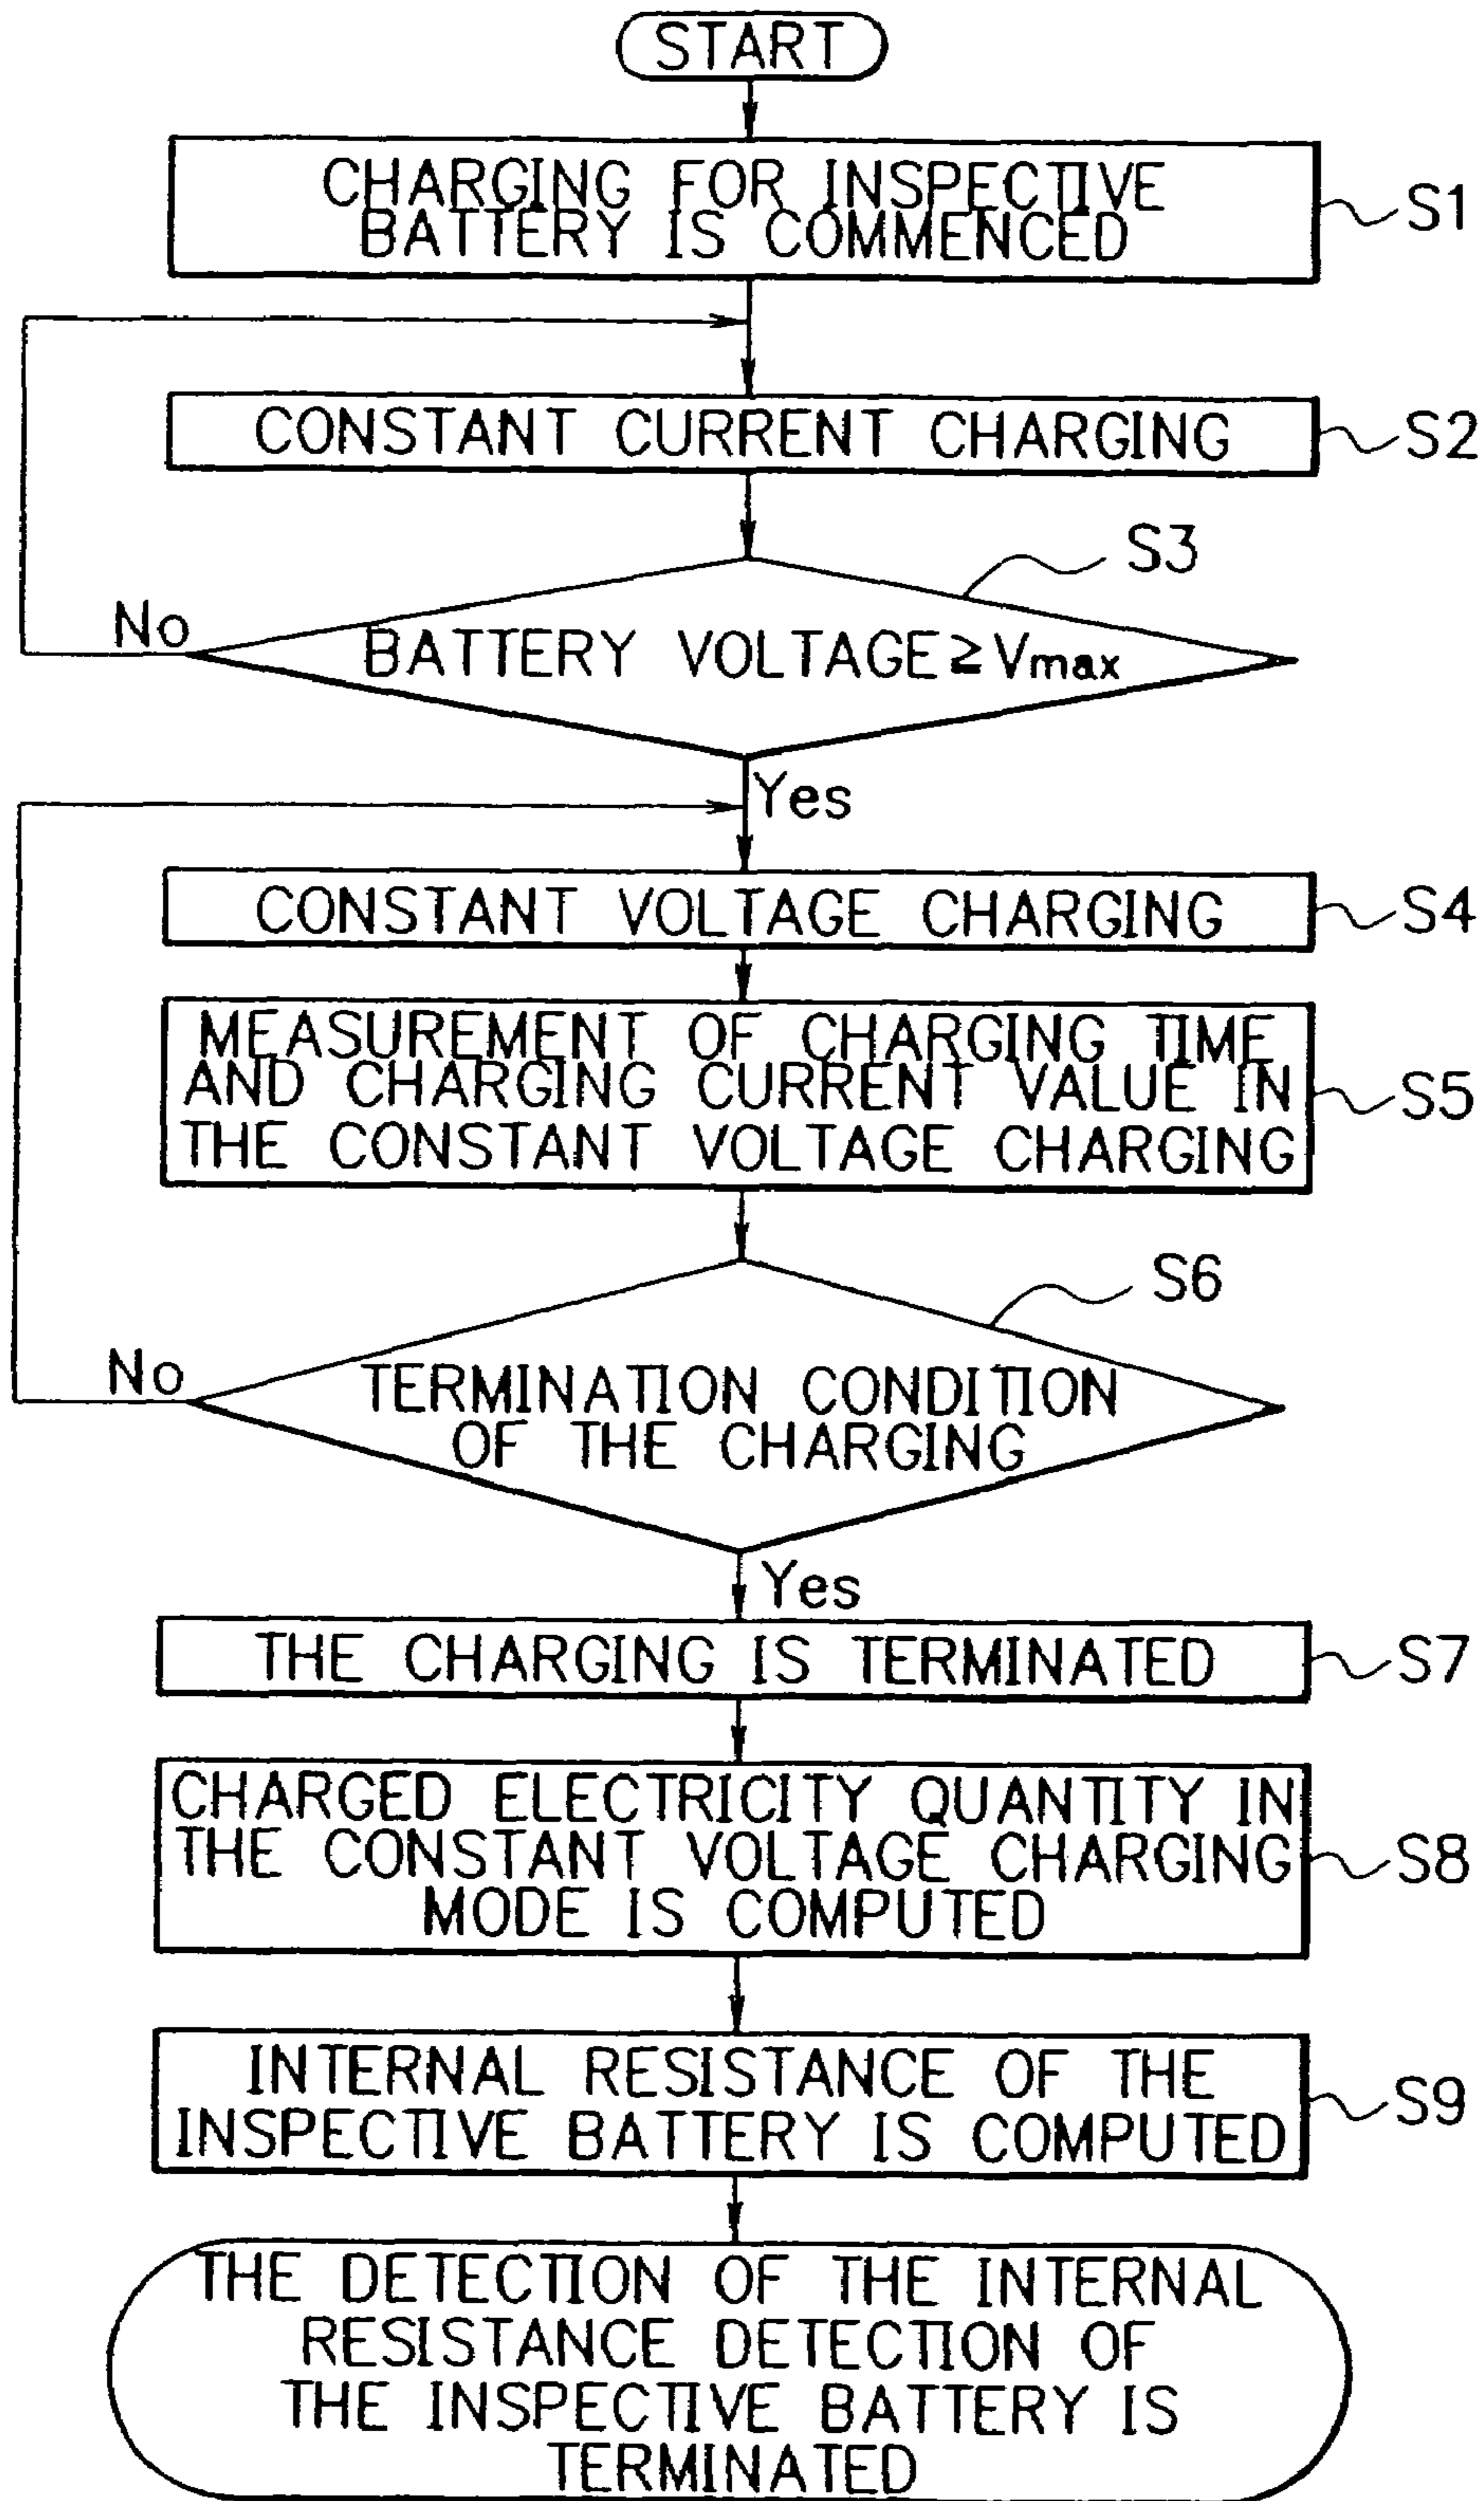 START
CHARGING FOR INSPECTIVE
BATTERY IS COMMENCED
S1
CONSTANT CURRENT CHARGING
S2
S3
No
BATTERY VOLTAGE≥Vmax
Yes
CONSTANT VOLTAGE CHARGING
S4
MEASUREMENT OF CHARGING TIME
AND CHARGING CURRENT VALUE IN
THE CONSTANT VOLTAGE CHARGING
S5
S6
No
TERMINATION CONDITION
OF THE CHARGING
Yes
THE CHARGING IS TERMINATED
S7
CHARGED ELECTRICITY QUANTITY IN
THE CONSTANT VOLTAGE CHARGING
MODE IS COMPUTED
S8
INTERNAL RESISTANCE OF THE
INSPECTIVE BATTERY IS COMPUTED
S9
THE DETECTION OF THE INTERNAL
RESISTANCE DETECTION OF
THE INSPECTIVE BATTERY IS
TERMINATED